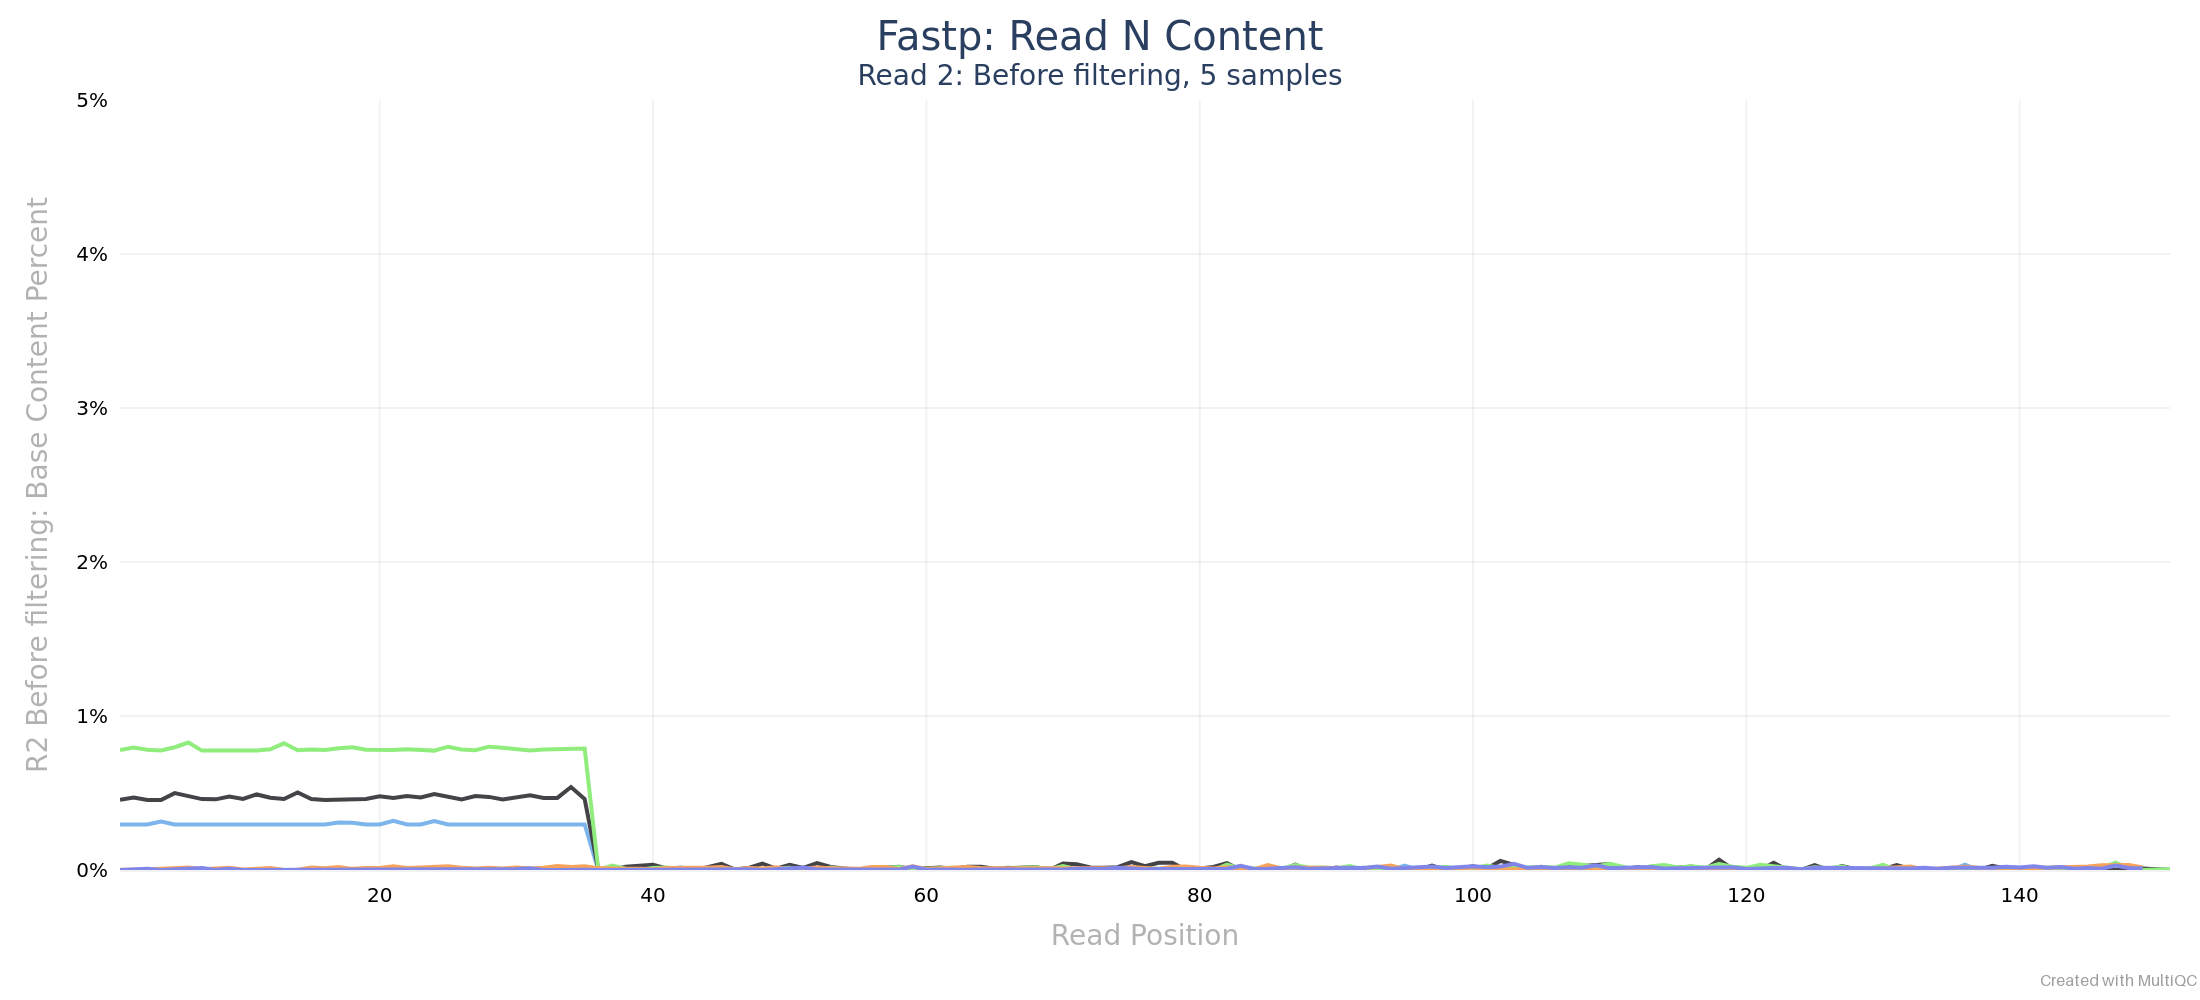 Fastp: Read N Content
Read 2: Before filtering, 5 samples
R2 Before filtering: Base Content Percent
5%
4%
3%
2%
1%
0%
20 40 60 80 100 120 140
Read Position
Created with MultiQC